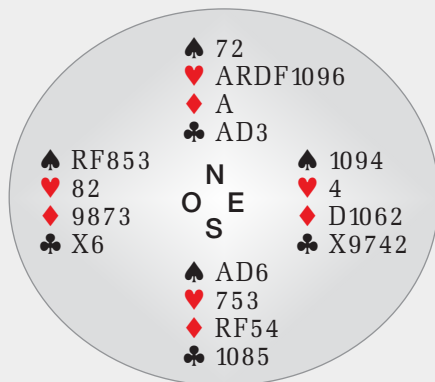 ♠ 72
♥ ARDF1096
♦ A
♣ AD3
♠ RF853
♥ 82
♦ 9873
♣ X6
N
O E
S
♠ 1094
♥ 4
♦ D1062
♣ X9742
♠ AD6
♥ 753
♦ RF54
♣ 1085